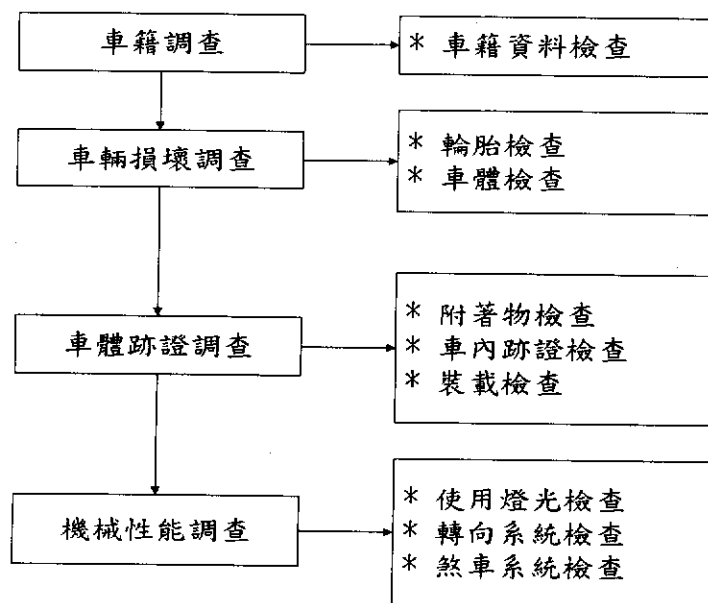 車籍調查
* 車籍資料檢查
車輛損壞調查
* 輪胎檢查
* 車體檢查
車體跡證調查
* 附著物檢查
* 車內跡證檢查
* 裝載檢查
機械性能調查
* 使用燈光檢查
* 轉向系統檢查
* 煞車系統檢查